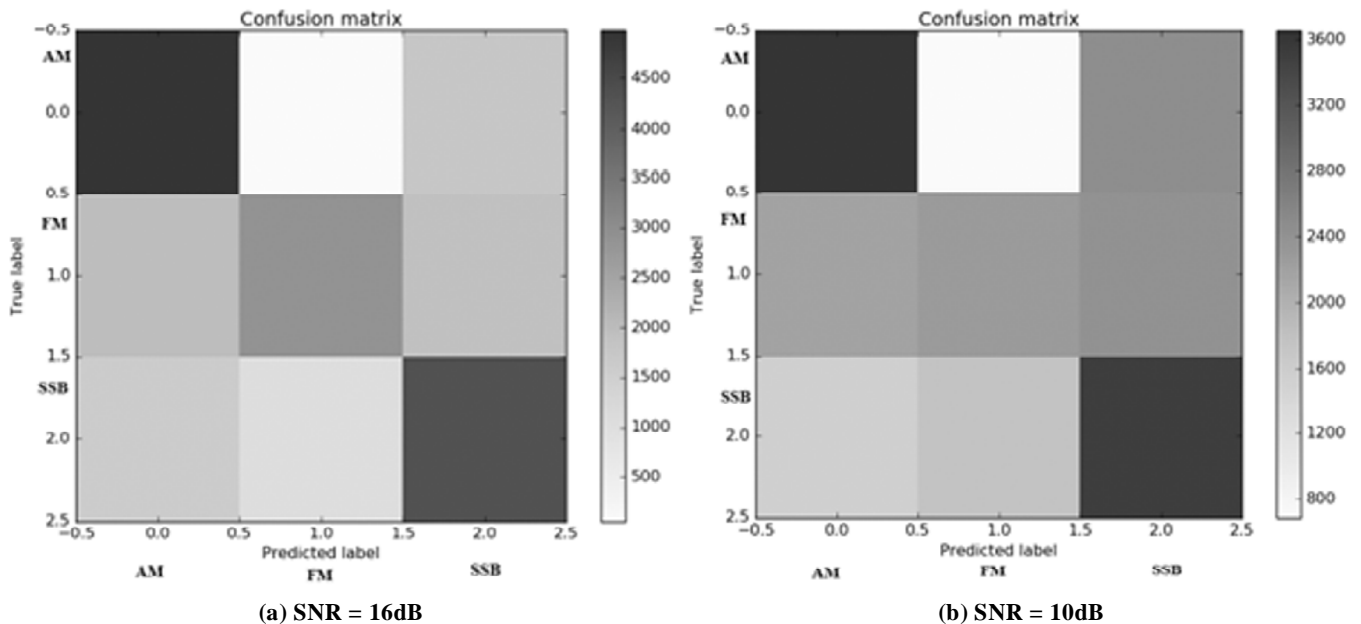 Confusion matrix
−0.5
AM
0.0
0.5
FM
1.0
1.5
SSB
2.0
2.5
True label
−0.5 0.0 0.5 1.0 1.5 2.0 2.5
Predicted label
AM FM SSB
4500
4000
3500
3000
2500
2000
1500
1000
500
(a) SNR = 16dB
Confusion matrix
−0.5
AM
0.0
0.5
FM
1.0
1.5
SSB
2.0
2.5
True label
−0.5 0.0 0.5 1.0 1.5 2.0 2.5
Predicted label
AM FM SSB
3600
3200
2800
2400
2000
1600
1200
800
(b) SNR = 10dB